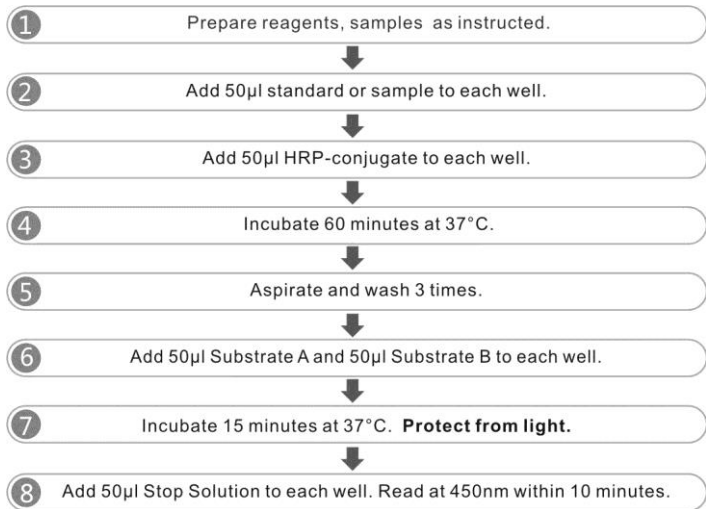 1 Prepare reagents, samples as instructed.
2 Add 50µl standard or sample to each well.
3 Add 50µl HRP-conjugate to each well.
4 Incubate 60 minutes at 37°C.
5 Aspirate and wash 3 times.
6 Add 50µl Substrate A and 50µl Substrate B to each well.
7 Incubate 15 minutes at 37°C. Protect from light.
8 Add 50µl Stop Solution to each well. Read at 450nm within 10 minutes.